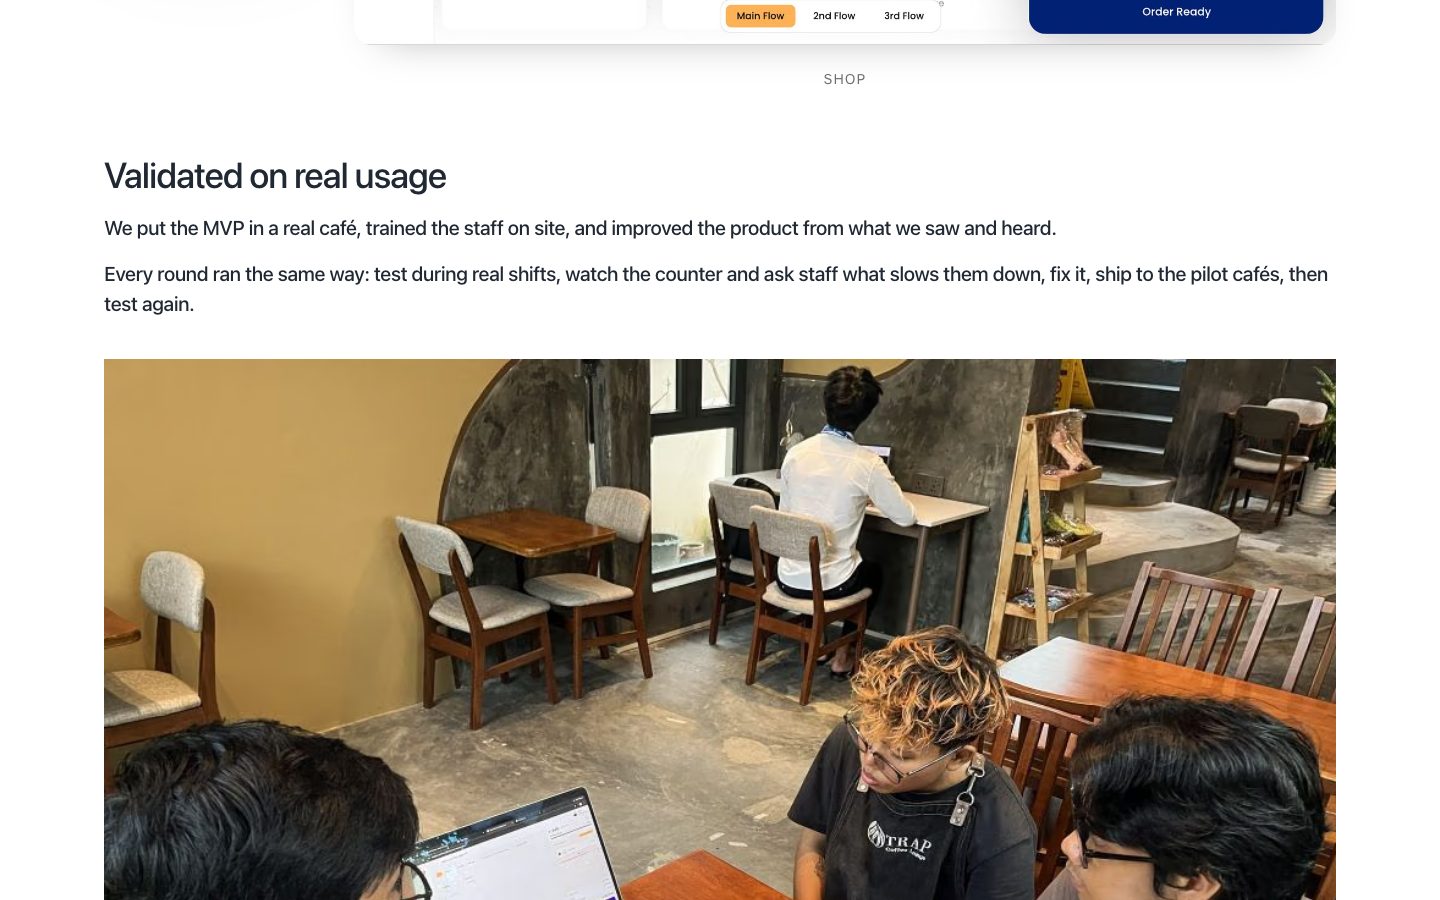 Main Flow
2nd Flow
3rd Flow
Order Ready
SHOP
Validated on real usage
We put the MVP in a real café, trained the staff on site, and improved the product from what we saw and heard.
Every round ran the same way: test during real shifts, watch the counter and ask staff what slows them down, fix it, ship to the pilot cafés, then
test again.
TRAP
Coffee Lounge